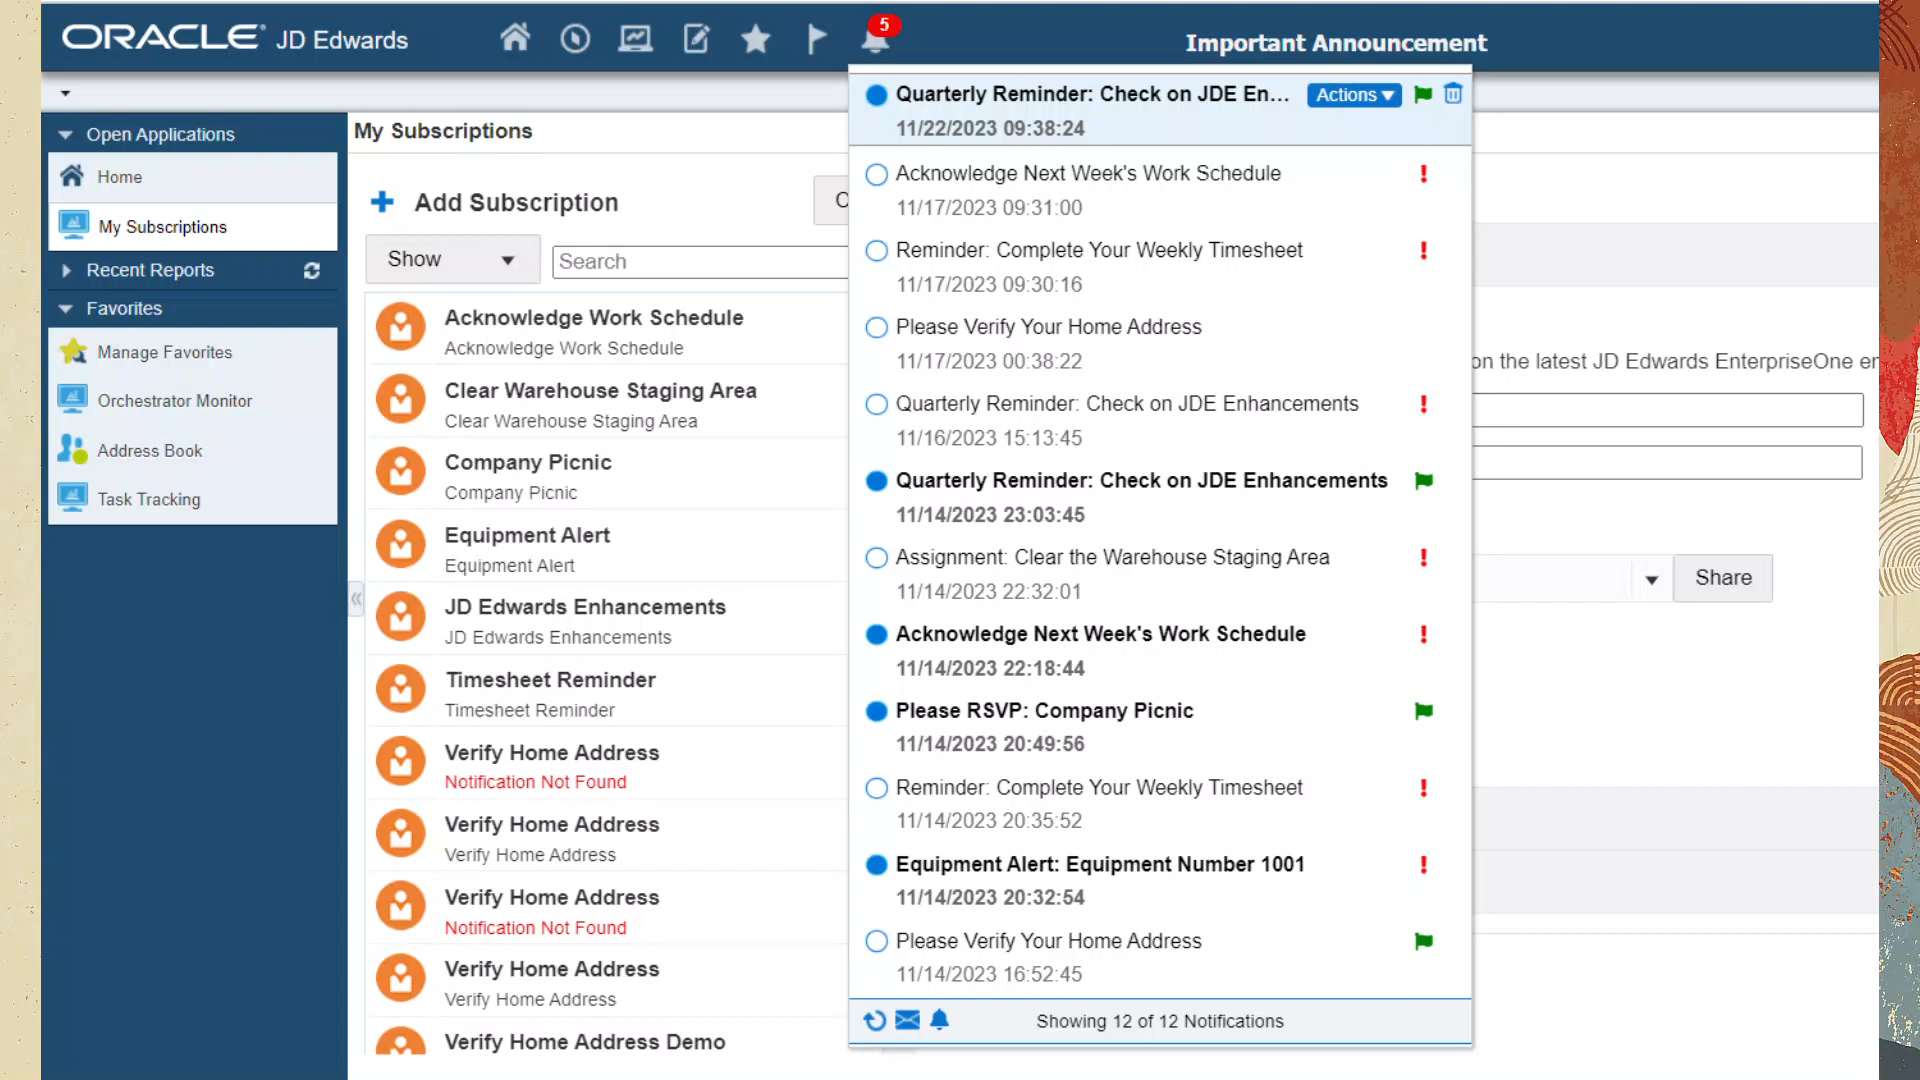 ORACLE JD Edwards
5
Important Announcement
Open Applications
Home
My Subscriptions
Recent Reports
Favorites
Manage Favorites
Orchestrator Monitor
Address Book
Task Tracking
My Subscriptions
Add Subscription
Show
Search
Acknowledge Work Schedule
Acknowledge Work Schedule
Clear Warehouse Staging Area
Clear Warehouse Staging Area
Company Picnic
Company Picnic
Equipment Alert
Equipment Alert
JD Edwards Enhancements
JD Edwards Enhancements
Timesheet Reminder
Timesheet Reminder
Verify Home Address
Notification Not Found
Verify Home Address
Verify Home Address
Verify Home Address
Notification Not Found
Verify Home Address
Verify Home Address
Verify Home Address Demo
Quarterly Reminder: Check on JDE En... Actions
11/22/2023 09:38:24
Acknowledge Next Week's Work Schedule
11/17/2023 09:31:00
Reminder: Complete Your Weekly Timesheet
11/17/2023 09:30:16
Please Verify Your Home Address
11/17/2023 00:38:22
Quarterly Reminder: Check on JDE Enhancements
11/16/2023 15:13:45
Quarterly Reminder: Check on JDE Enhancements
11/14/2023 23:03:45
Assignment: Clear the Warehouse Staging Area
11/14/2023 22:32:01
Acknowledge Next Week's Work Schedule
11/14/2023 22:18:44
Please RSVP: Company Picnic
11/14/2023 20:49:56
Reminder: Complete Your Weekly Timesheet
11/14/2023 20:35:52
Equipment Alert: Equipment Number 1001
11/14/2023 20:32:54
Please Verify Your Home Address
11/14/2023 16:52:45
Showing 12 of 12 Notifications
on the latest JD Edwards EnterpriseOne
Share